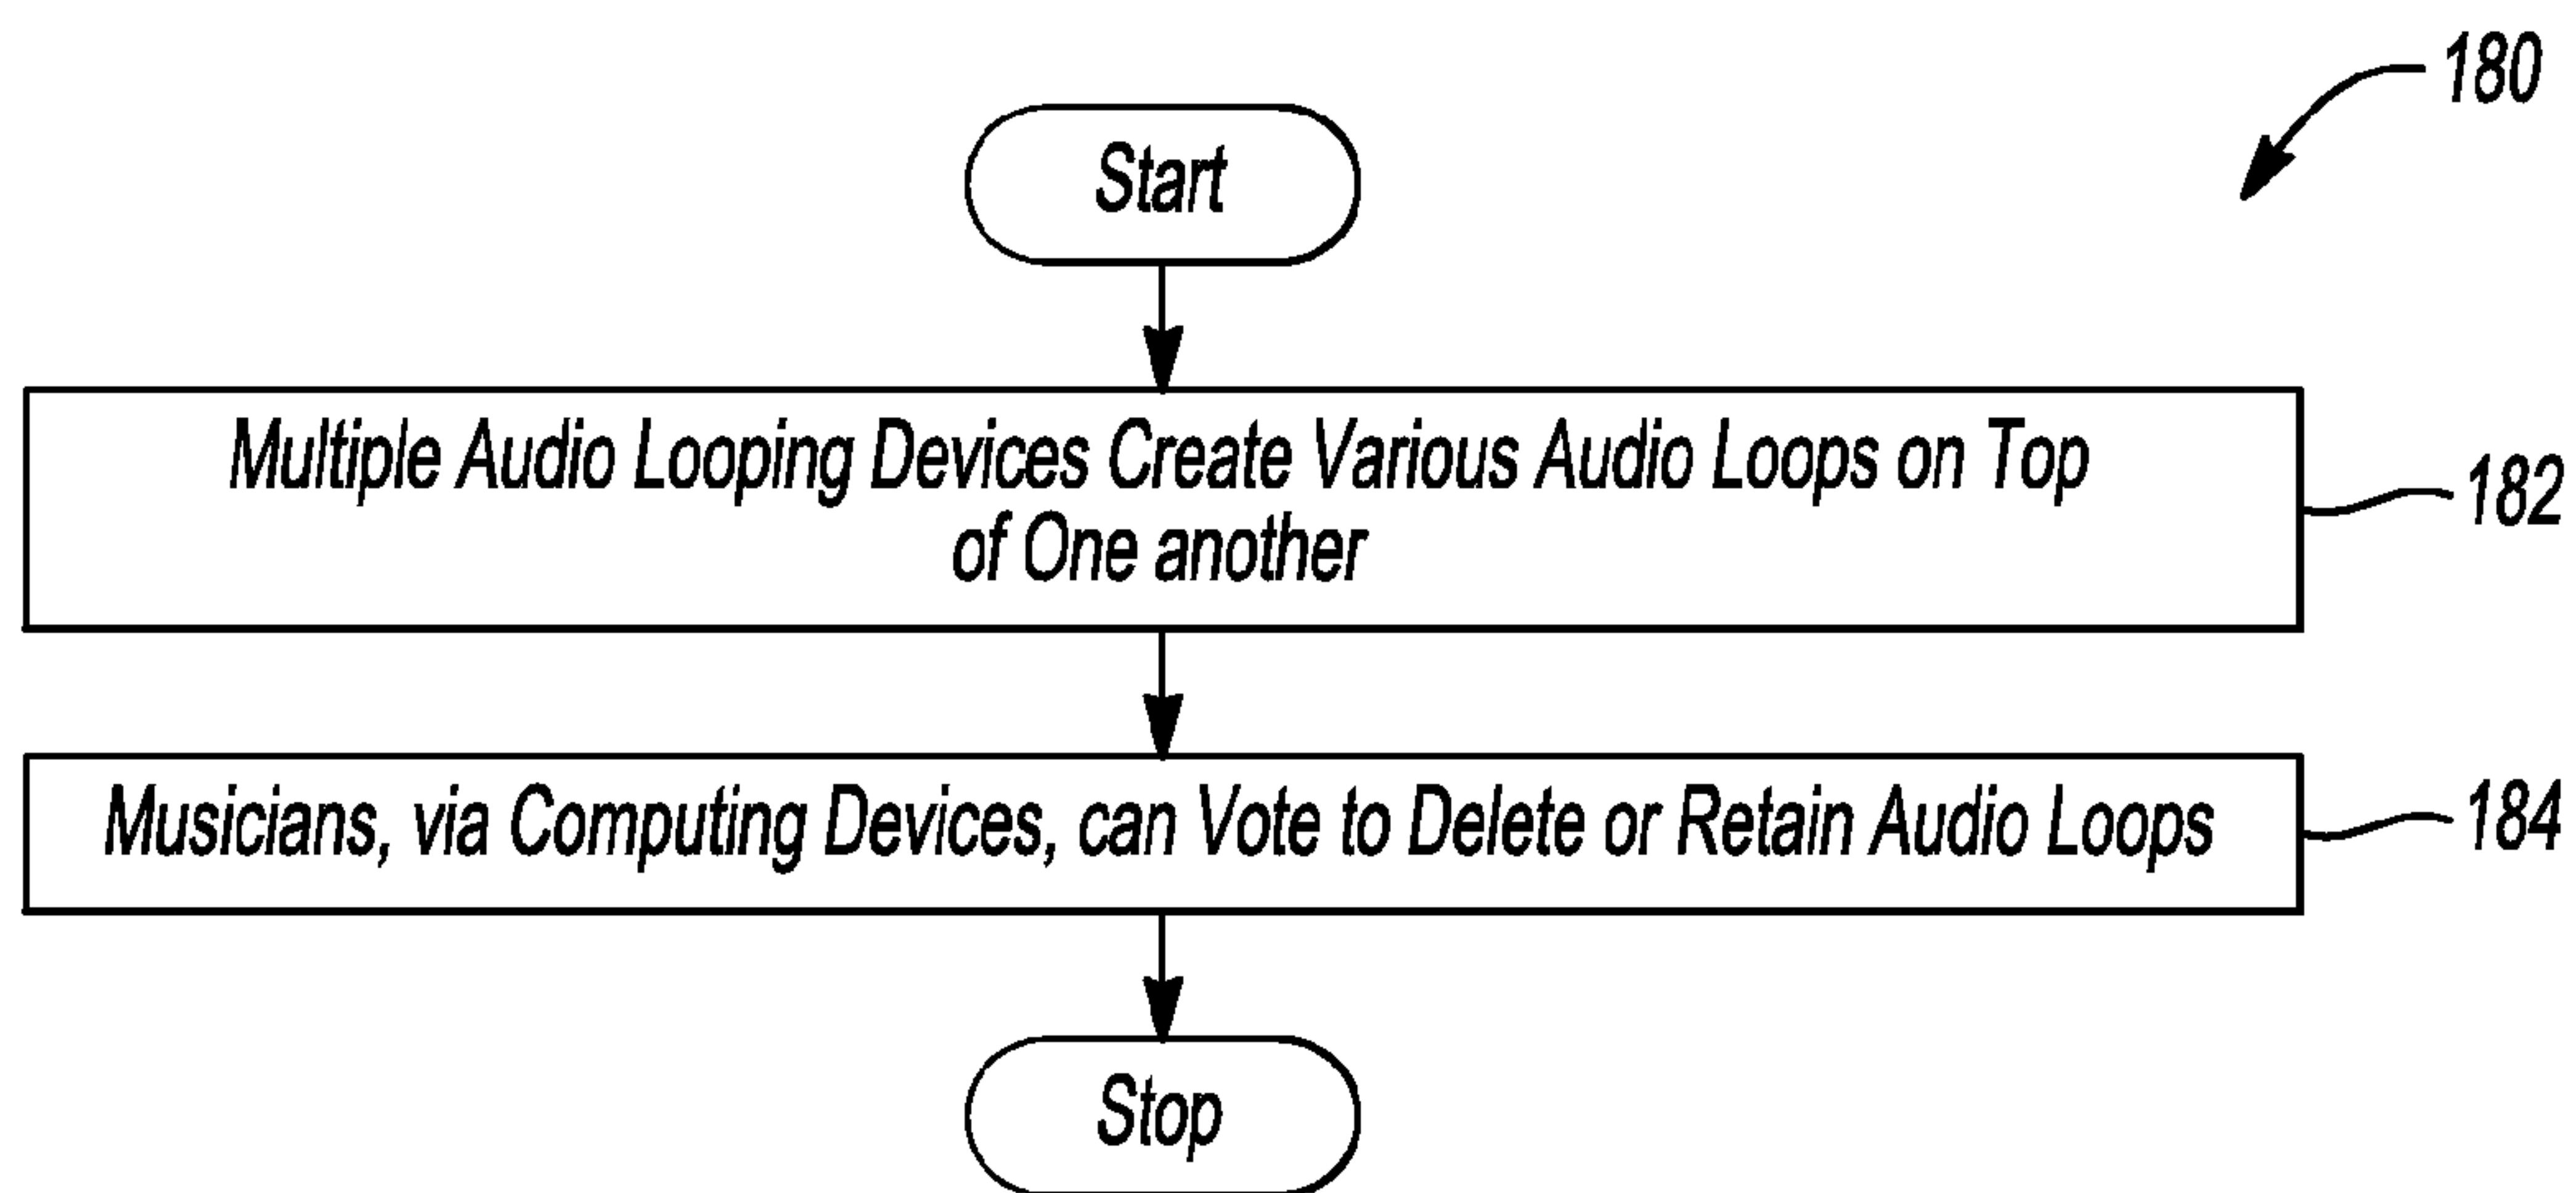 180
Start
Multiple Audio Looping Devices Create Various Audio Loops on Top
of One another
182
Musicians, via Computing Devices, can Vote to Delete or Retain Audio Loops
184
Stop